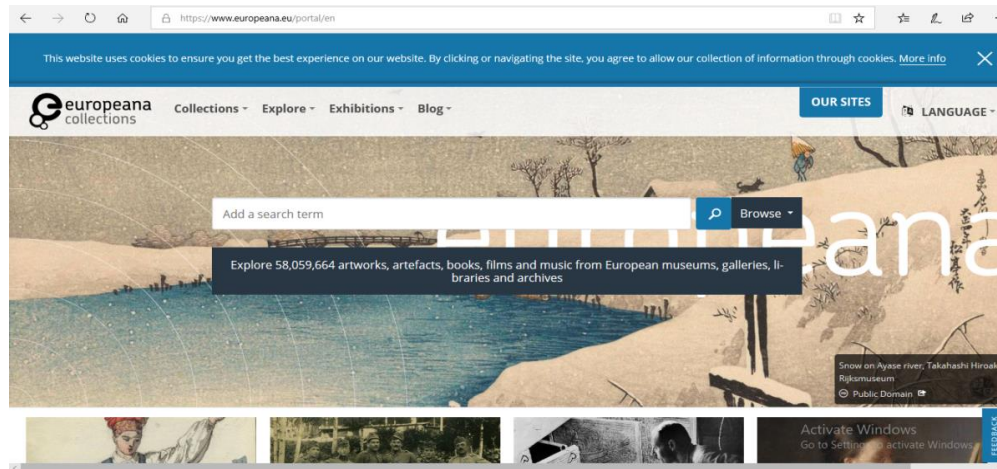 https://www.europeana.eu/portal/en
This website uses cookies to ensure you get the best experience on our website. By clicking or navigating the site, you agree to allow our collection of information through cookies. More info
europeana
collections
Collections
Explore
Exhibitions
Blog
OUR SITES
LANGUAGE
Add a search term
Browse
europeana
Explore 58,059,664 artworks, artefacts, books, films and music from European museums, galleries, li-
braries and archives
Snow on Ayase river, Takahashi
Rijksmuseum
Public Domain
Activate Windows
Go to Settings to activate Windows.
FEEDBACK